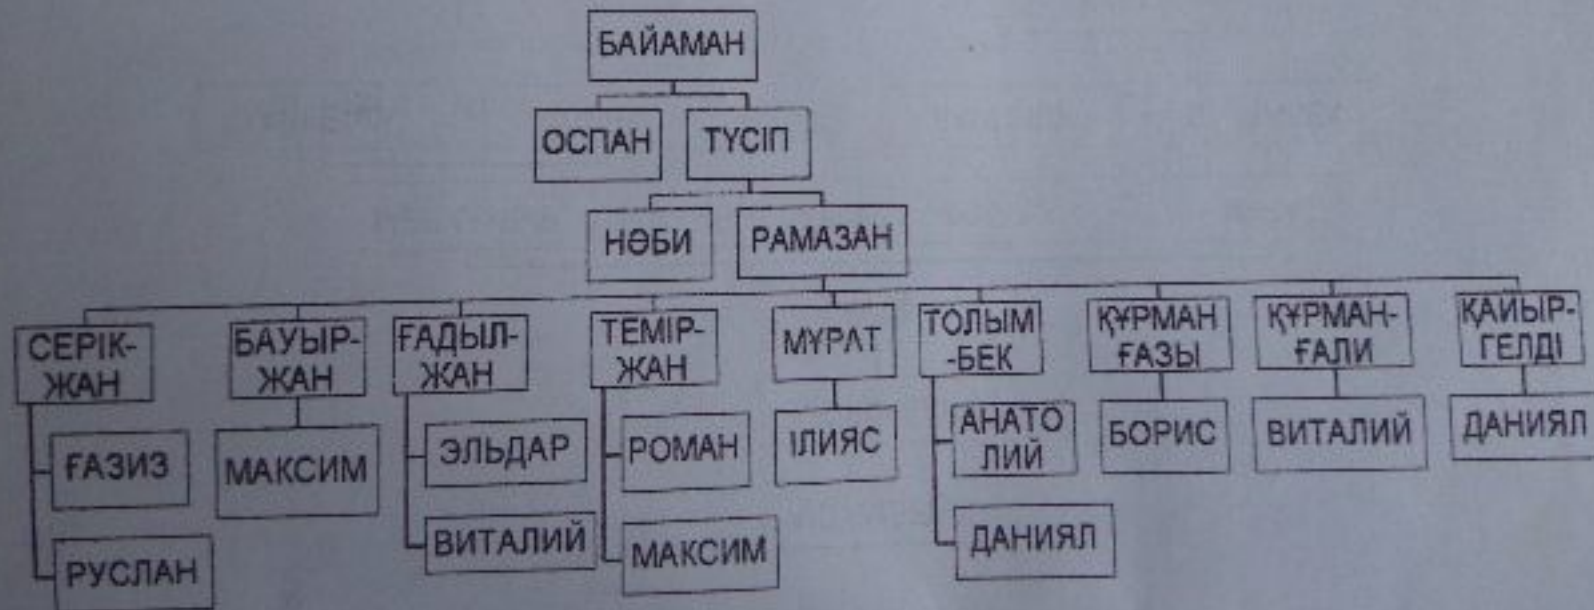 БАЙАМАН
ОСПАН ТҮСІП
НӨБИ РАМАЗАН
СЕРІК-
ЖАН
БАУЫР-
ЖАН
ҒАДЫЛ-
ЖАН
ТЕМІР-
ЖАН
МҰРАТ
ТОЛЫМ
-БЕК
ҚҰРМАН
ҒАЗЫ
ҚҰРМАН-
ҒАЛИ
ҚАЙЫР-
ГЕЛДІ
ҒАЗИЗ
МАКСИМ
ЭЛЬДАР
РОМАН
ІЛИЯС
АНАТО
ЛИЙ
БОРИС
ВИТАЛИЙ
ДАНИЯЛ
РУСЛАН
ВИТАЛИЙ
МАКСИМ
ДАНИЯЛ